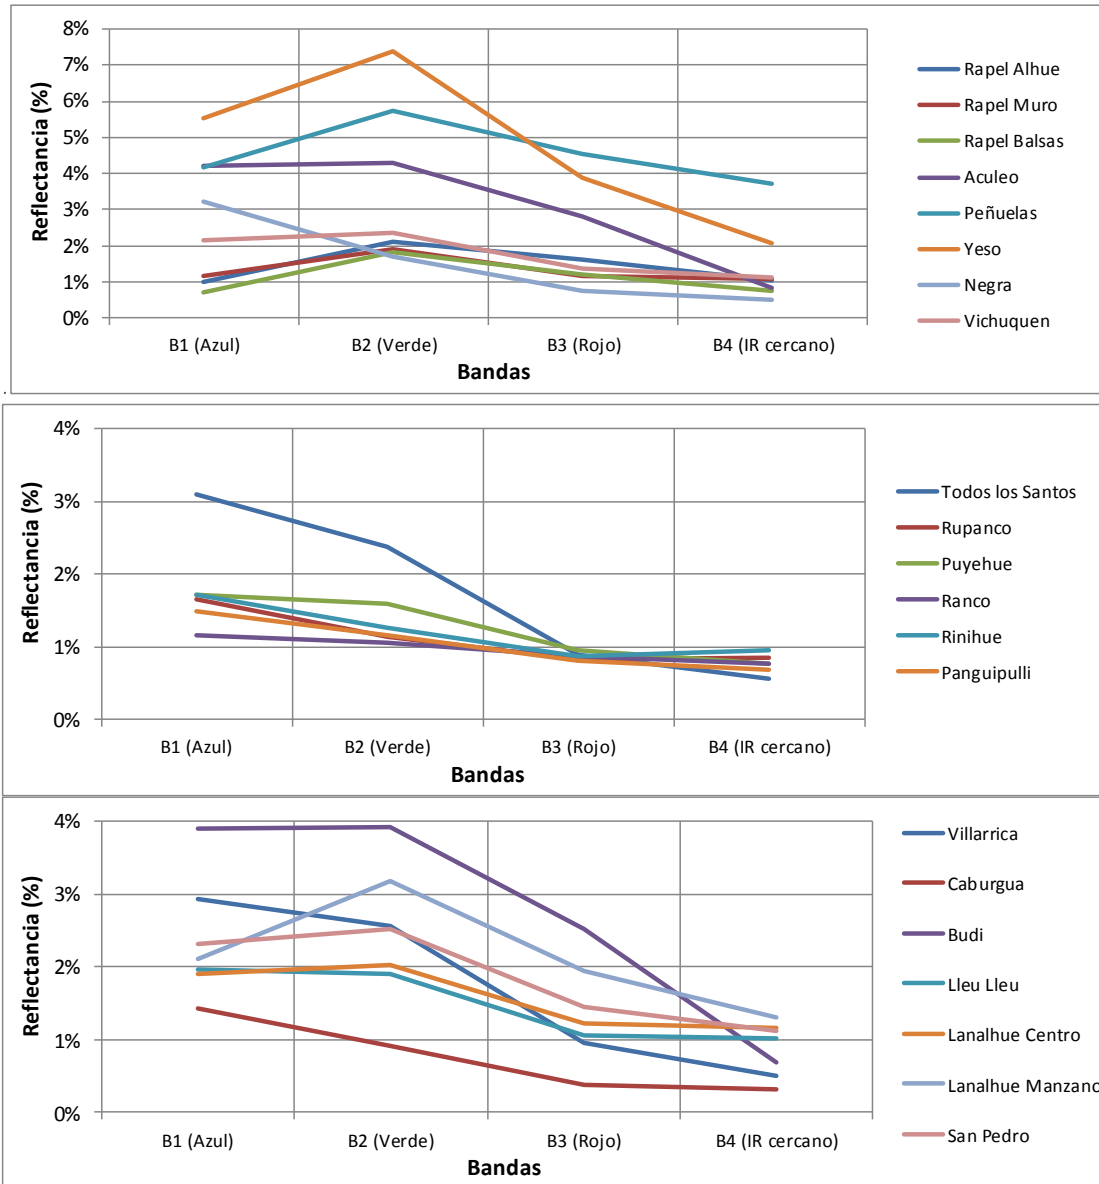 8%
7%
6%
5%
4%
3%
2%
1%
0%
Reflectancia (%)
B1 (Azul) B2 (Verde) B3 (Rojo) B4 (IR cercano)
Bandas
Rapel Alhue
Rapel Muro
Rapel Balsas
Aculeo
Peñuelas
Yeso
Negra
Vichuquen
.
4%
3%
2%
1%
0%
Reflectancia (%)
B1 (Azul) B2 (Verde) B3 (Rojo) B4 (IR cercano)
Bandas
Todos los Santos
Rupanco
Puyehue
Ranco
Rinihue
Panguipulli
4%
3%
2%
1%
0%
Reflectancia (%)
B1 (Azul) B2 (Verde) B3 (Rojo) B4 (IR cercano)
Bandas
Villarrica
Caburgua
Budi
Lleu Lleu
Lanalhue Centro
Lanalhue Manzano
San Pedro